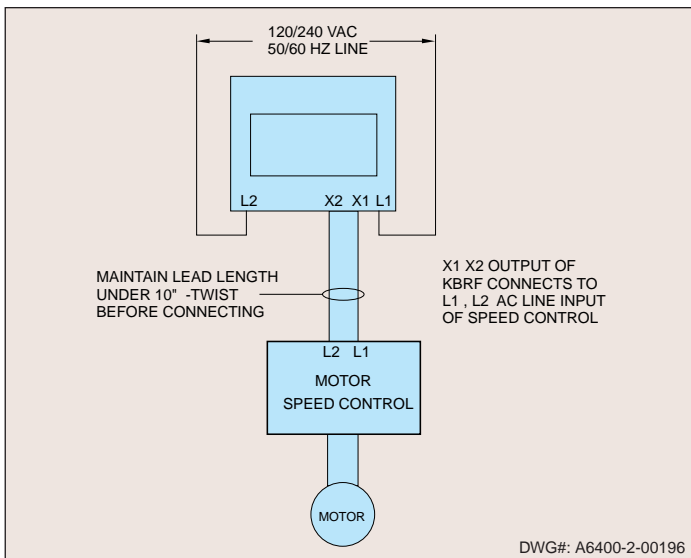 120/240 VAC
50/60 HZ LINE
L2 X2 X1 L1
MAINTAIN LEAD LENGTH
UNDER 10" -TWIST
BEFORE CONNECTING
X1 X2 OUTPUT OF
KBRF CONNECTS TO
L1 , L2 AC LINE INPUT
OF SPEED CONTROL
L2 L1
MOTOR
SPEED CONTROL
MOTOR
DWG#: A6400-2-00196